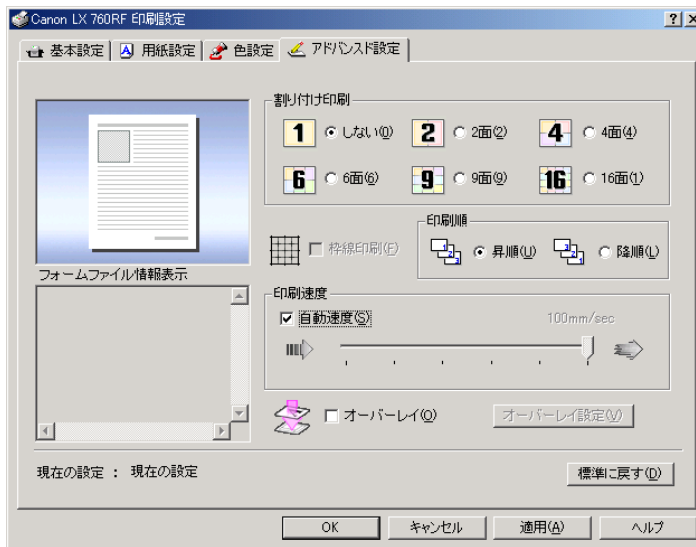 Canon LX 760RF 印刷設定
基本設定 用紙設定 色設定 アドバンスド設定
割り付け印刷
1 しない(0) 2 2面(2) 4 4面(4)
6 6面(6) 9 9面(9) 16 16面(1)
印刷順
枠線印刷(F) 1 2 3 昇順(U) 3 2 1 降順(L)
フォームファイル情報表示
印刷速度
自動速度(S) 100mm/sec
オーバーレイ(O) オーバーレイ設定(V)
現在の設定 : 現在の設定 標準に戻す(D)
OK キャンセル 適用(A) ヘルプ